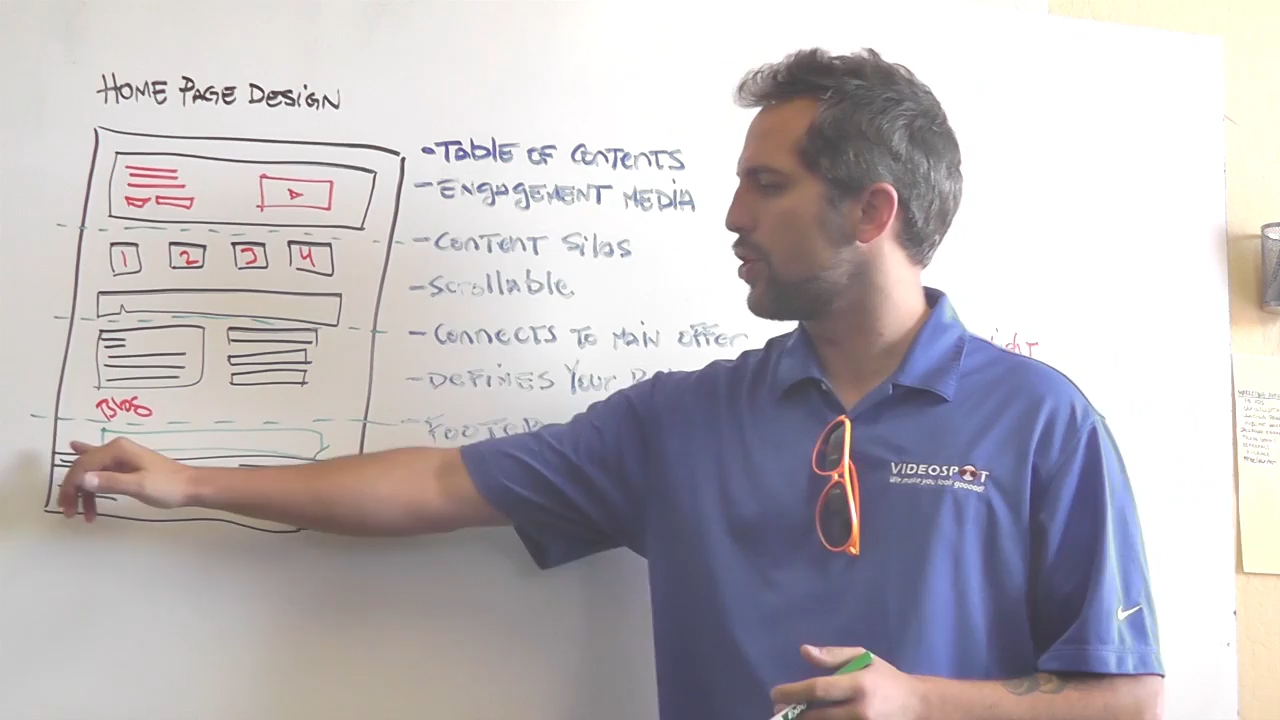 HOME PAGE DESIGN
• TABLE OF CONTENTS
- ENGAGEMENT MEDIA
- CONTENT SILOS
- Scrollable
- CONNECTS TO MAIN OFFER
- DEFINES YOUR
FOOTER
1 2 3 4
BLOG
VIDEOSPOT
We make you look goooood!